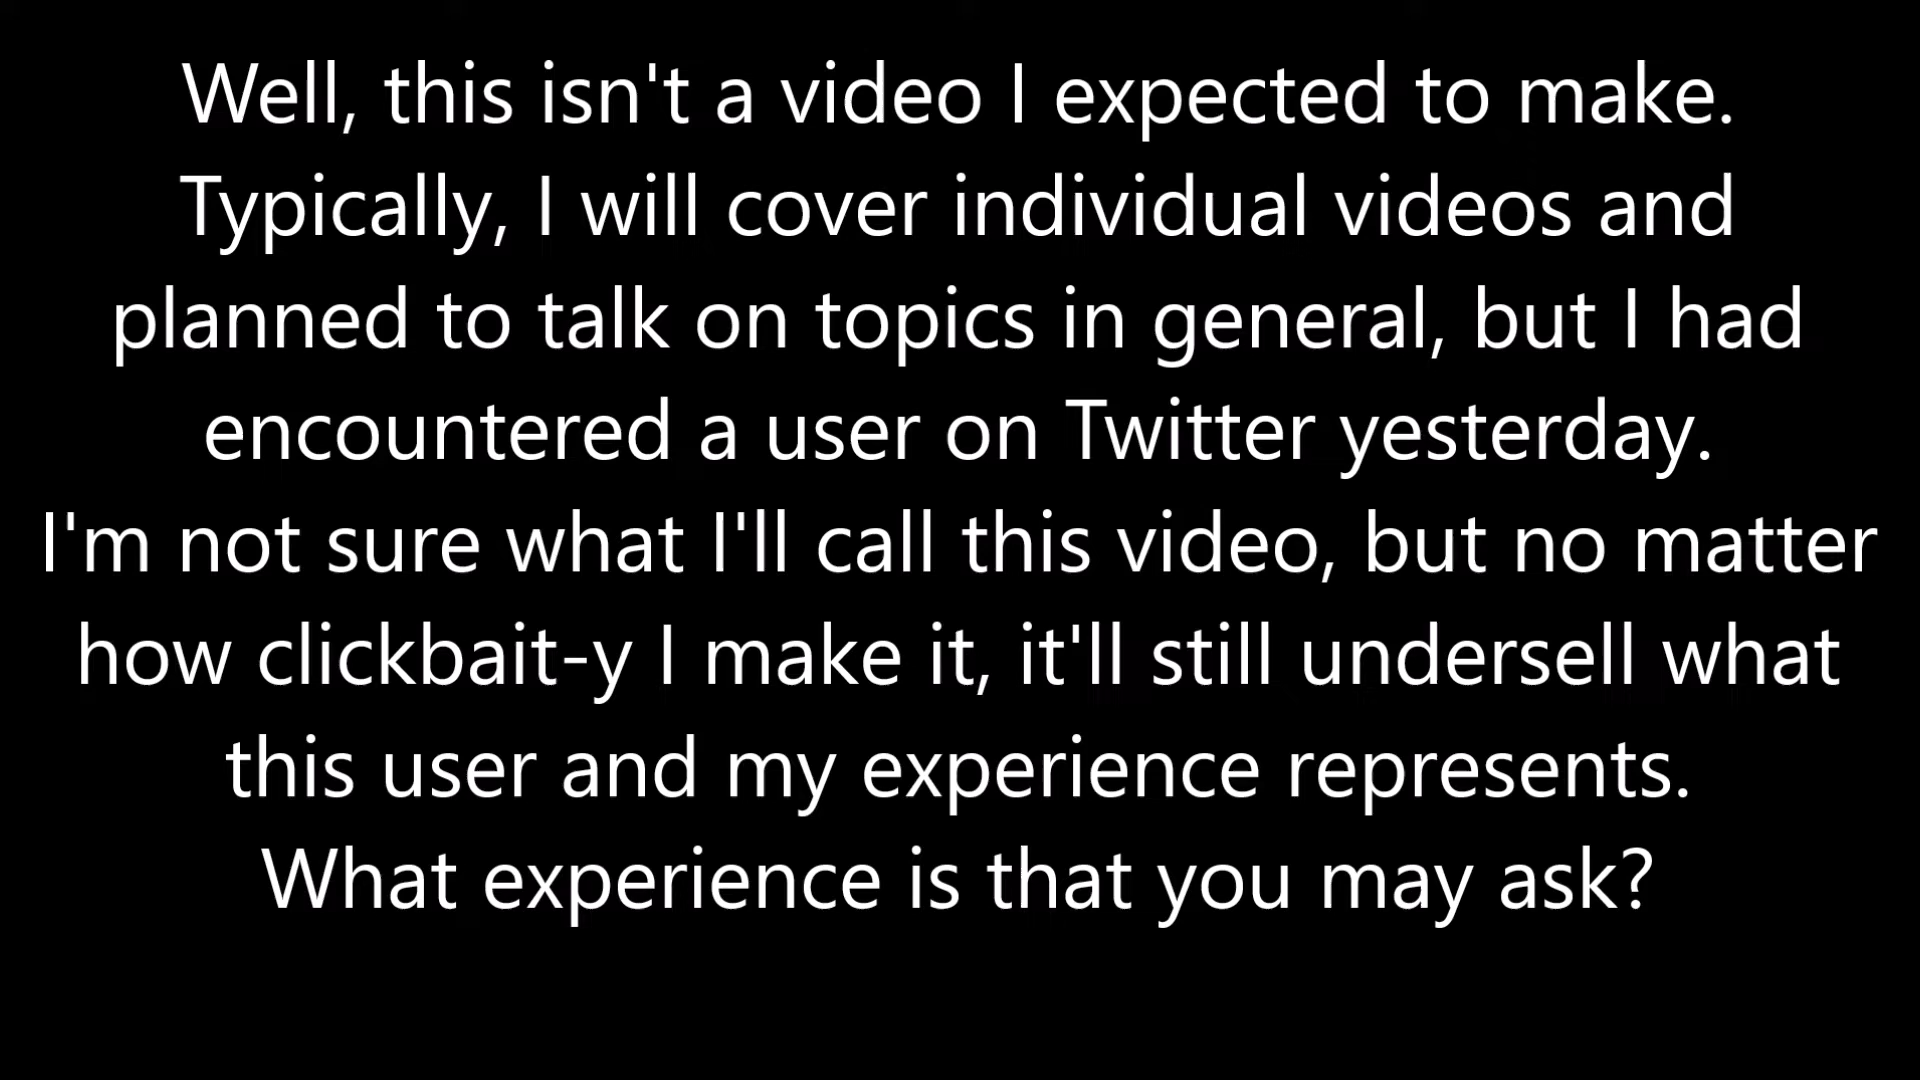 Well, this isn't a video I expected to make.
Typically, I will cover individual videos and
planned to talk on topics in general, but I had
encountered a user on Twitter yesterday.
I'm not sure what I'll call this video, but no matter
how clickbait-y I make it, it'll still undersell what
this user and my experience represents.
What experience is that you may ask?